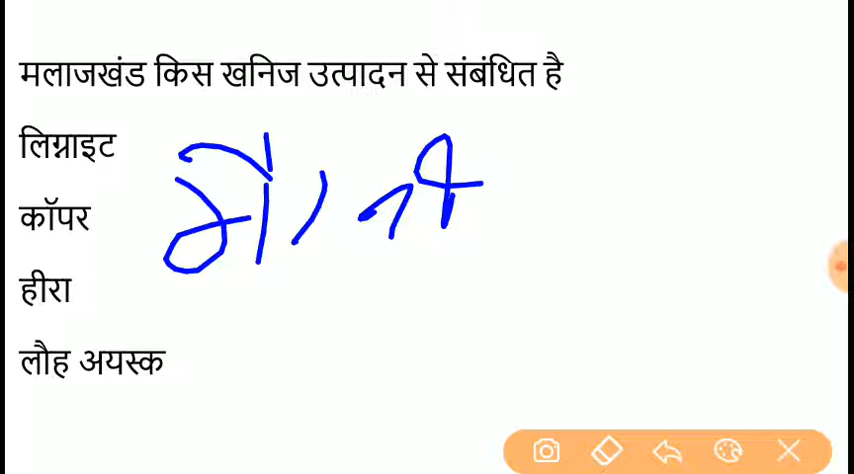 मलाजखंड किस खनिज उत्पादन से संबंधित है
लिग्नाइट
कॉपर
हीरा
लौह अयस्क